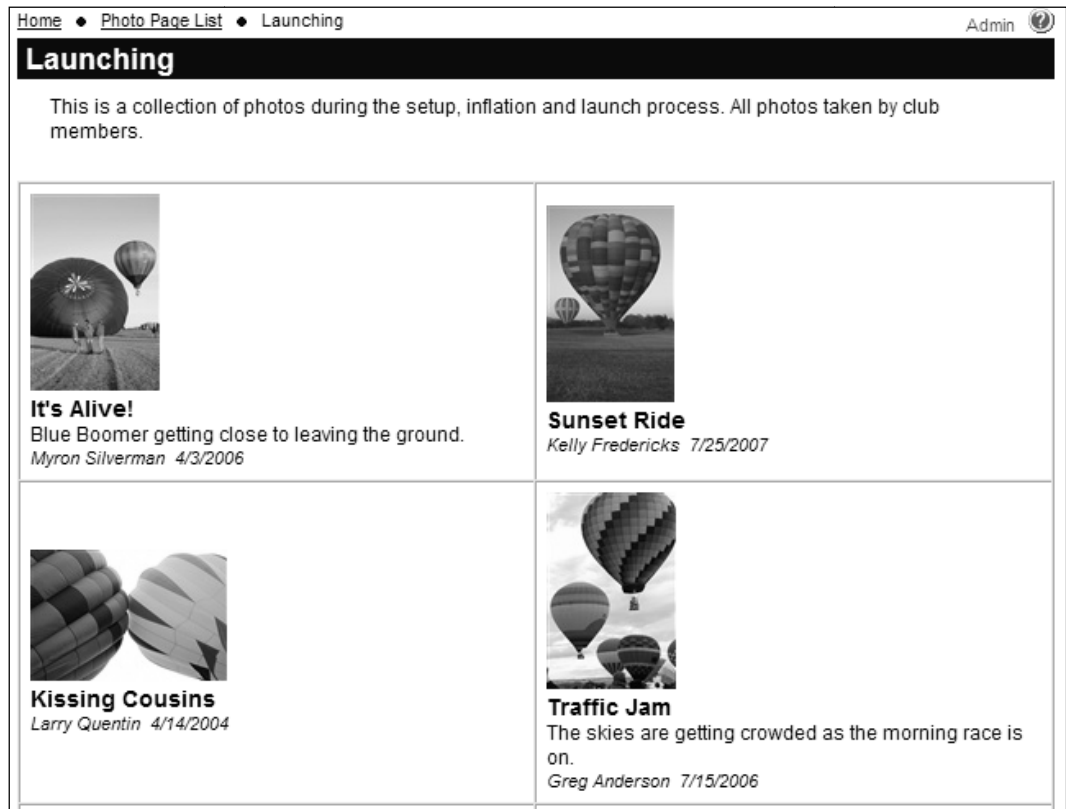 Home ● Photo Page List ● Launching
Admin ?
Launching
This is a collection of photos during the setup, inflation and launch process. All photos taken by club
members.
It's Alive!
Blue Boomer getting close to leaving the ground.
Myron Silverman 4/3/2006
Sunset Ride
Kelly Fredericks 7/25/2007
Kissing Cousins
Larry Quentin 4/14/2004
Traffic Jam
The skies are getting crowded as the morning race is
on.
Greg Anderson 7/15/2006